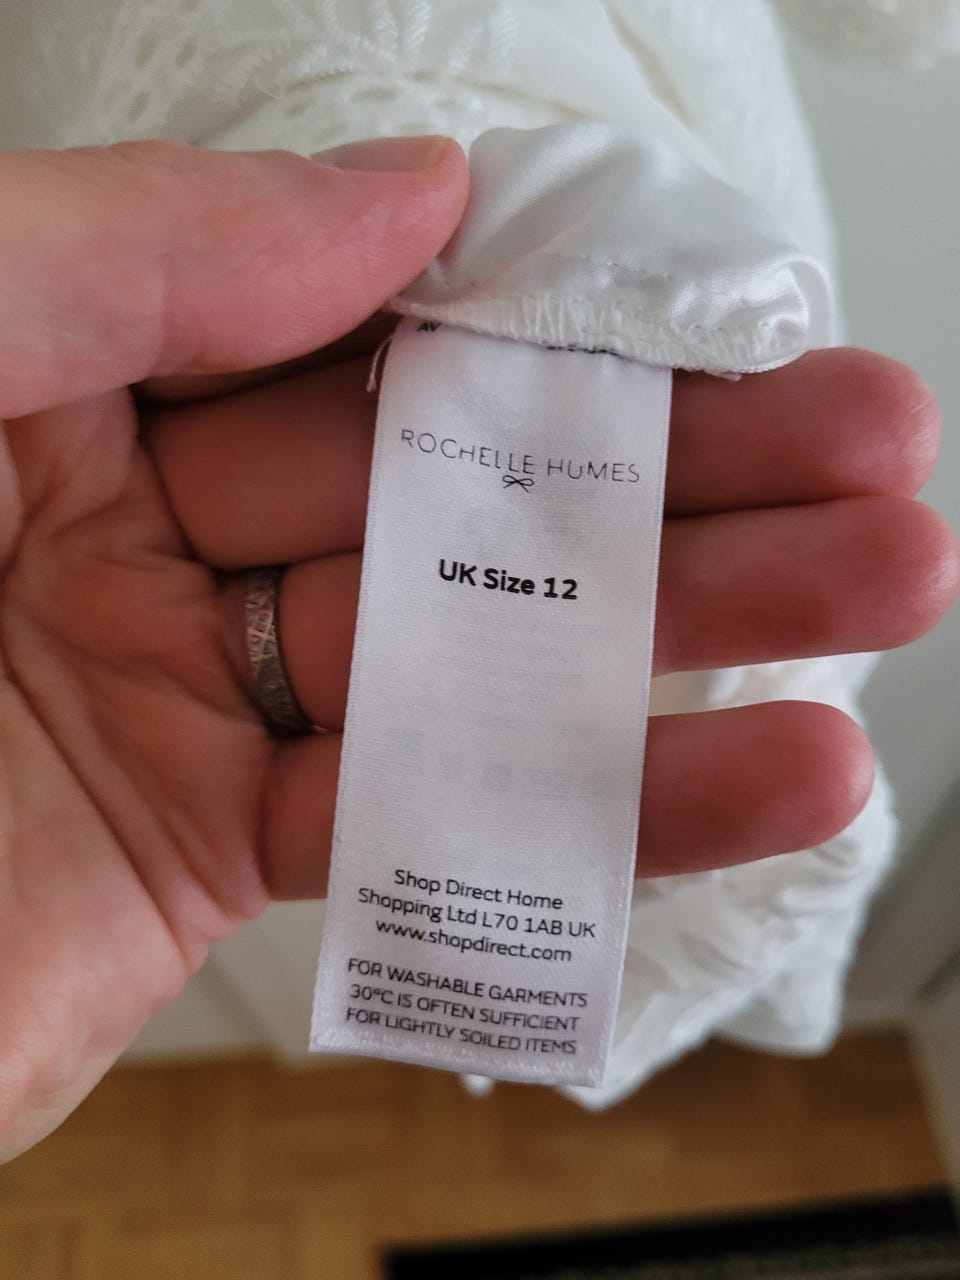 ROCHELLE HUMES
UK Size 12
Shop Direct Home
Shopping Ltd L70 1AB UK
www.shopdirect.com
FOR WASHABLE GARMENTS
30°C IS OFTEN SUFFICIENT
FOR LIGHTLY SOILED ITEMS